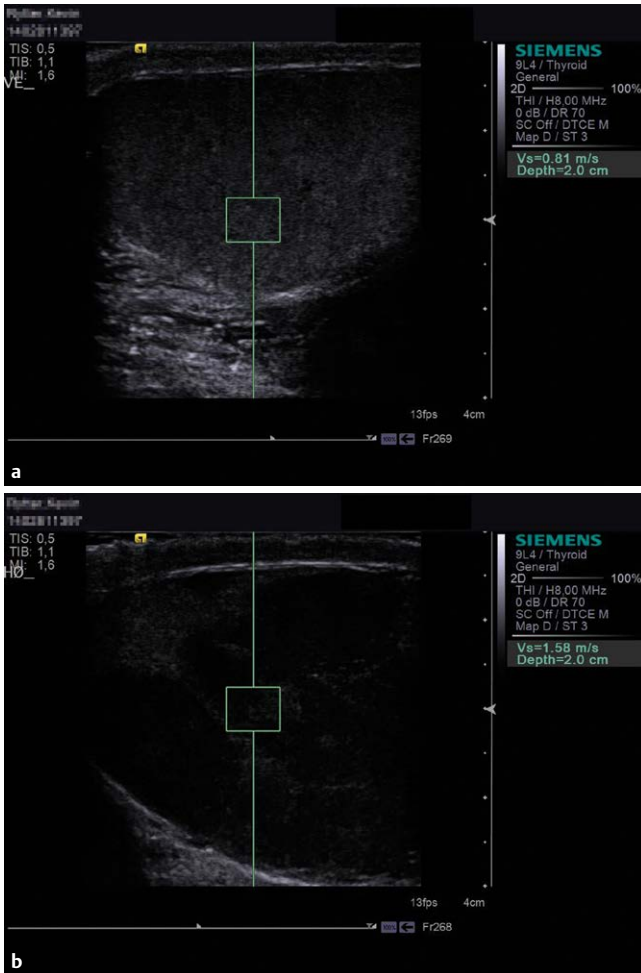 TIS: 0,5
TIB: 1,1
MI: 1,6
VE_
SIEMENS
9L4 / Thyroid
General
2D 100%
THI / H8,00 MHz
0 dB / DR 70
SC Off / DTCE M
Map D / ST 3
Vs=0.81 m/s
Depth=2.0 cm
13fps 4cm
100% Fr269
a
TIS: 0,5
TIB: 1,1
MI: 1,6
HØ_
SIEMENS
9L4 / Thyroid
General
2D 100%
THI / H8,00 MHz
0 dB / DR 70
SC Off / DTCE M
Map D / ST 3
Vs=1.58 m/s
Depth=2.0 cm
13fps 4cm
100% Fr268
b